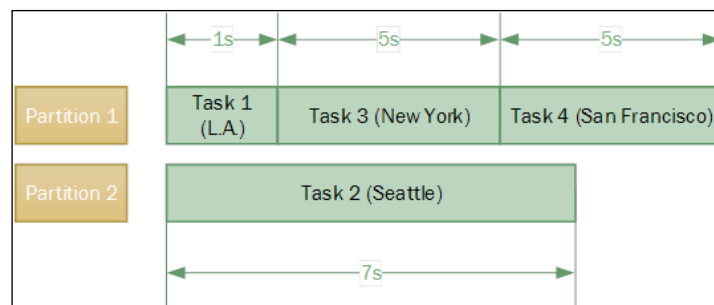 1s 5s 5s
Partition 1
Task 1
(L.A.)
Task 3 (New York)
Task 4 (San Francisco)
Partition 2
Task 2 (Seattle)
7s